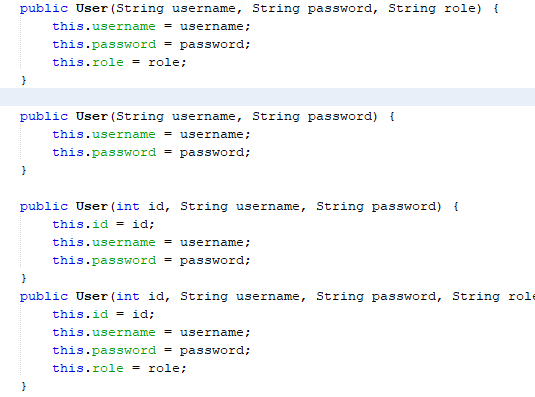 public User(String username, String password, String role) {
this.username = username;
this.password = password;
this.role = role;
}
public User(String username, String password) {
this.username = username;
this.password = password;
}
public User(int id, String username, String password) {
this.id = id;
this.username = username;
this.password = password;
}
public User(int id, String username, String password, String role
this.id = id;
this.username = username;
this.password = password;
this.role = role;
}